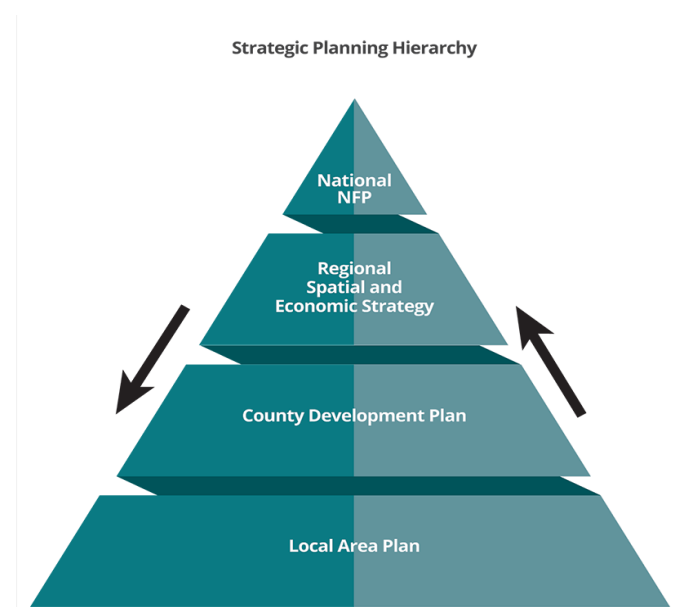 Strategic Planning Hierarchy
National
NFP
Regional
Spatial and
Economic Strategy
County Development Plan
Local Area Plan